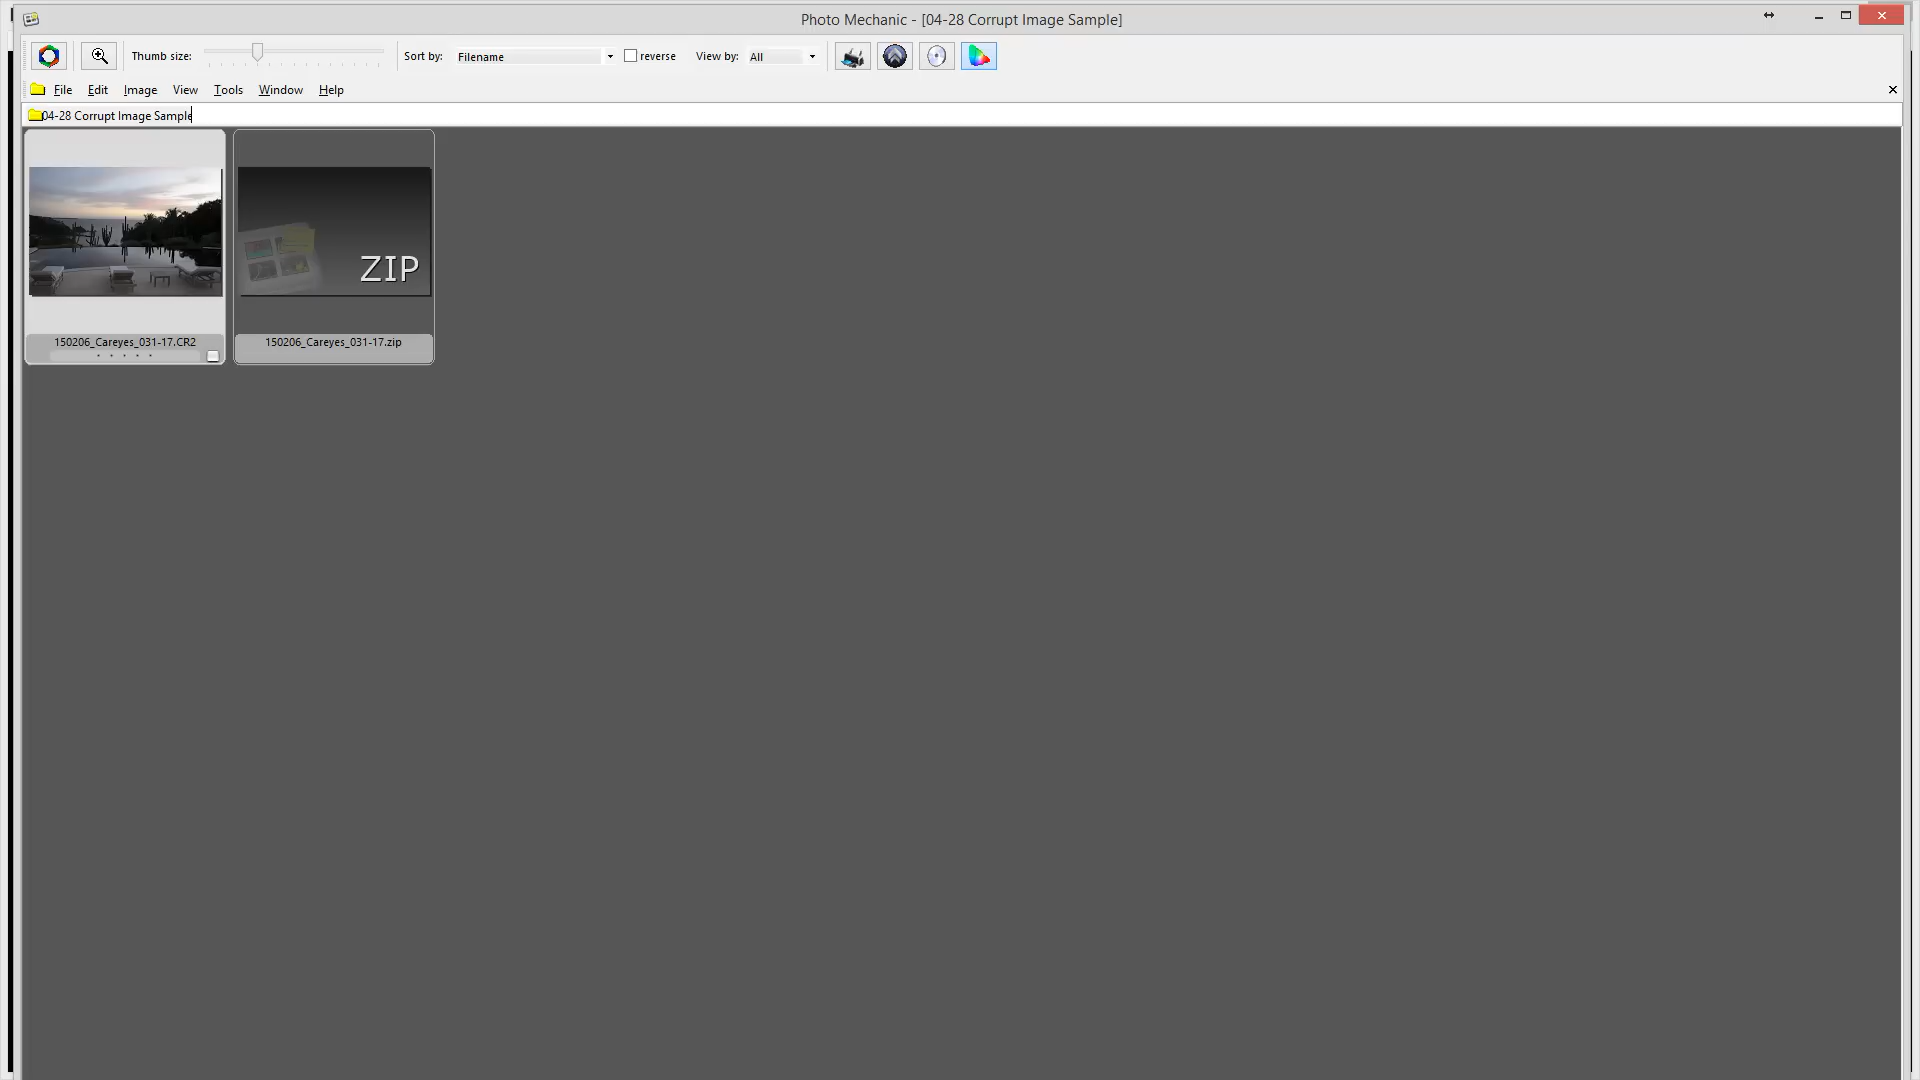 Photo Mechanic - [04-28 Corrupt Image Sample]
Thumb size:
Sort by: Filename
reverse
View by: All
File Edit Image View Tools Window Help
04-28 Corrupt Image Sample
ZIP
150206_Careyes_031-17.CR2
150206_Careyes_031-17.zip